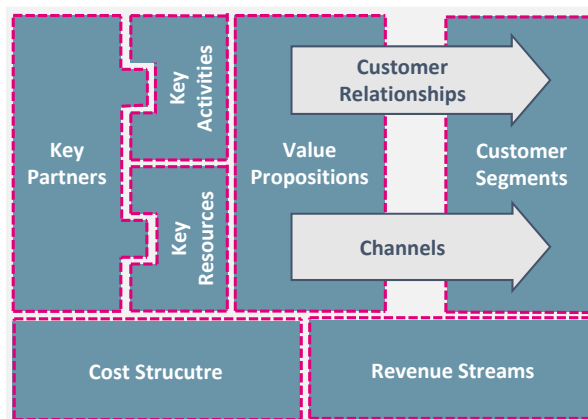 Key
Partners
Key
Activities
Key
Resources
Value
Propositions
Customer
Relationships
Channels
Customer
Segments
Cost Strucutre
Revenue Streams